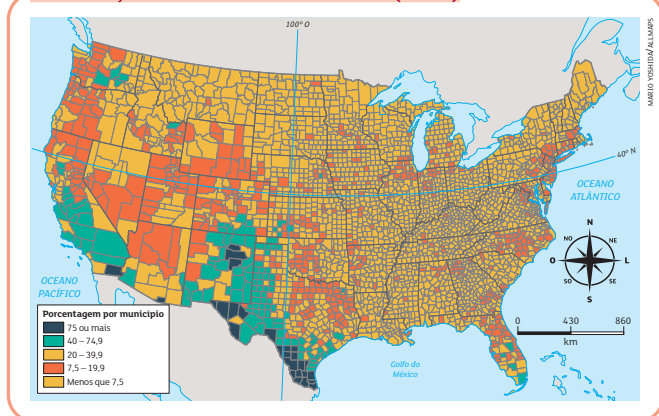 100° O
MARIO YOSHIDA/ALLMAPS
40° N
OCEANO
ATLÂNTICO
N
NO
NE
O
L
SO
SE
S
OCEANO
PACÍFICO
Porcentagem por município
75 ou mais
40 – 74,9
20 – 39,9
7,5 – 19,9
Menos que 7,5
0 430 860
km
Golfo do
México